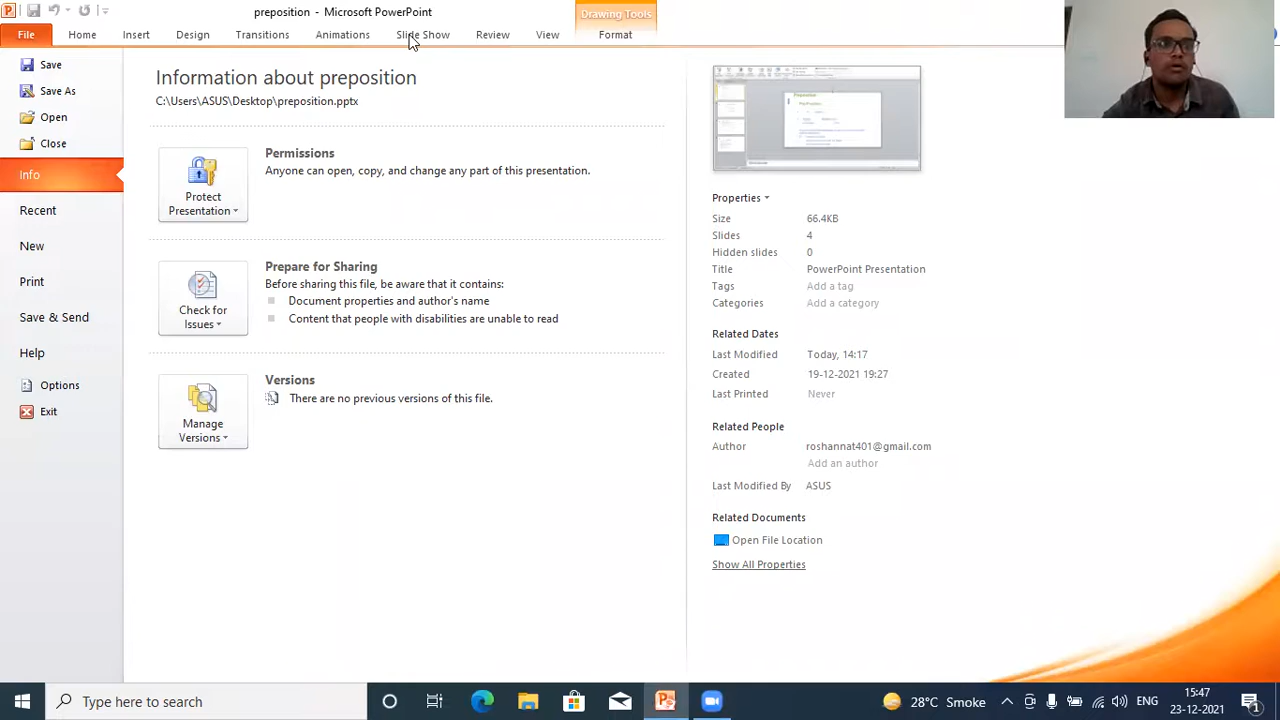 preposition - Microsoft PowerPoint
Drawing Tools
File Home Insert Design Transitions Animations Slide Show Review View Format
Save
Save As
Open
Close
Info
Recent
New
Print
Save & Send
Help
Options
Exit
Information about preposition
C:\Users\ASUS\Desktop\preposition.pptx
Permissions
Anyone can open, copy, and change any part of this presentation.
Protect
Presentation
Prepare for Sharing
Before sharing this file, be aware that it contains:
Document properties and author's name
Content that people with disabilities are unable to read
Check for
Issues
Versions
There are no previous versions of this file.
Manage
Versions
Properties
Size 66.4KB
Slides 4
Hidden slides 0
Title PowerPoint Presentation
Tags Add a tag
Categories Add a category
Related Dates
Last Modified Today, 14:17
Created 19-12-2021 19:27
Last Printed Never
Related People
Author roshannat401@gmail.com
Add an author
Last Modified By ASUS
Related Documents
Open File Location
Show All Properties
Type here to search
28°C Smoke
ENG
15:47
23-12-2021
1